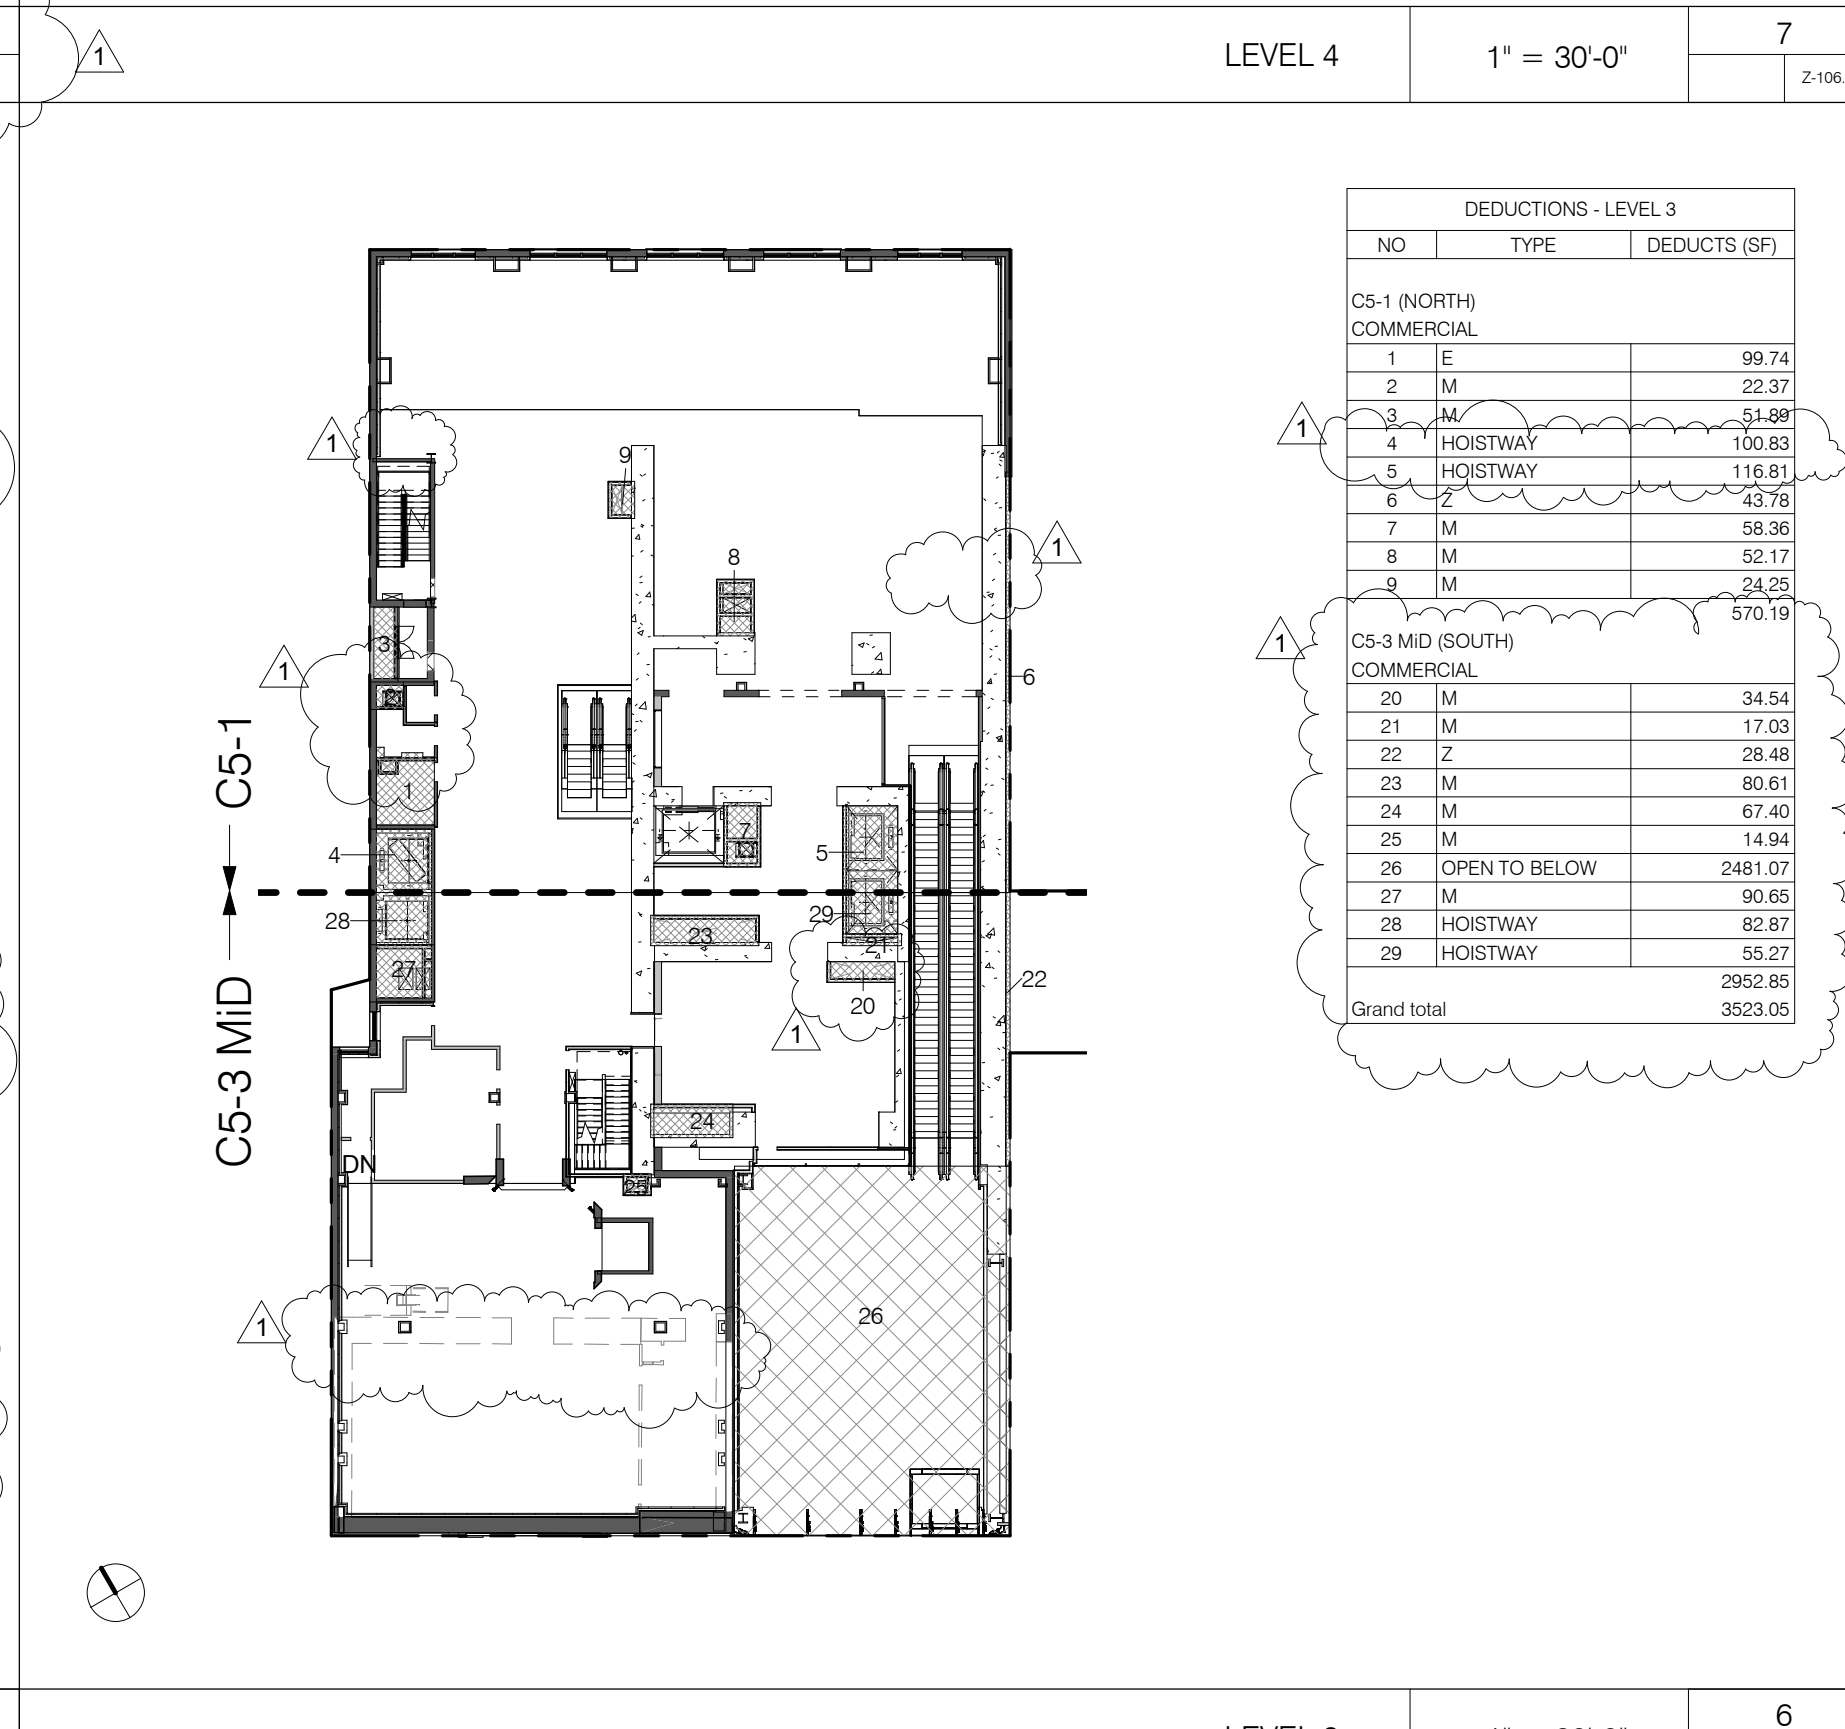 1
LEVEL 4
1" = 30'-0"
7
Z-106.
DEDUCTIONS - LEVEL 3
NO TYPE DEDUCTS (SF)
C5-1 (NORTH)
COMMERCIAL
1 E 99.74
2 M 22.37
3 M 51.89
4 HOISTWAY 100.83
5 HOISTWAY 116.81
6 Z 43.78
7 M 58.36
8 M 52.17
9 M 24.25
570.19
C5-3 MiD (SOUTH)
COMMERCIAL
20 M 34.54
21 M 17.03
22 Z 28.48
23 M 80.61
24 M 67.40
25 M 14.94
26 OPEN TO BELOW 2481.07
27 M 90.65
28 HOISTWAY 82.87
29 HOISTWAY 55.27
2952.85
Grand total 3523.05
1
1
1
9
8
1
3
1
2
6
C5-1
1
7
4
5
28
29
23
21
27
20
22
1
C5-3 MiD
24
DN
25
26
1
1
6